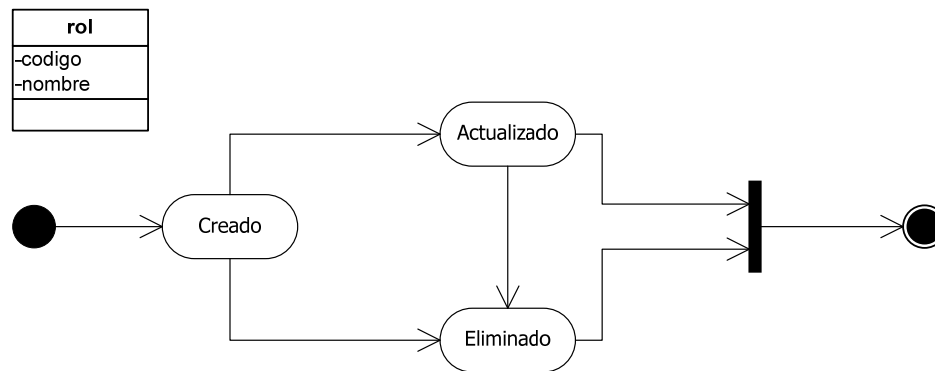 rol
-codigo
-nombre
Actualizado
Creado
Eliminado